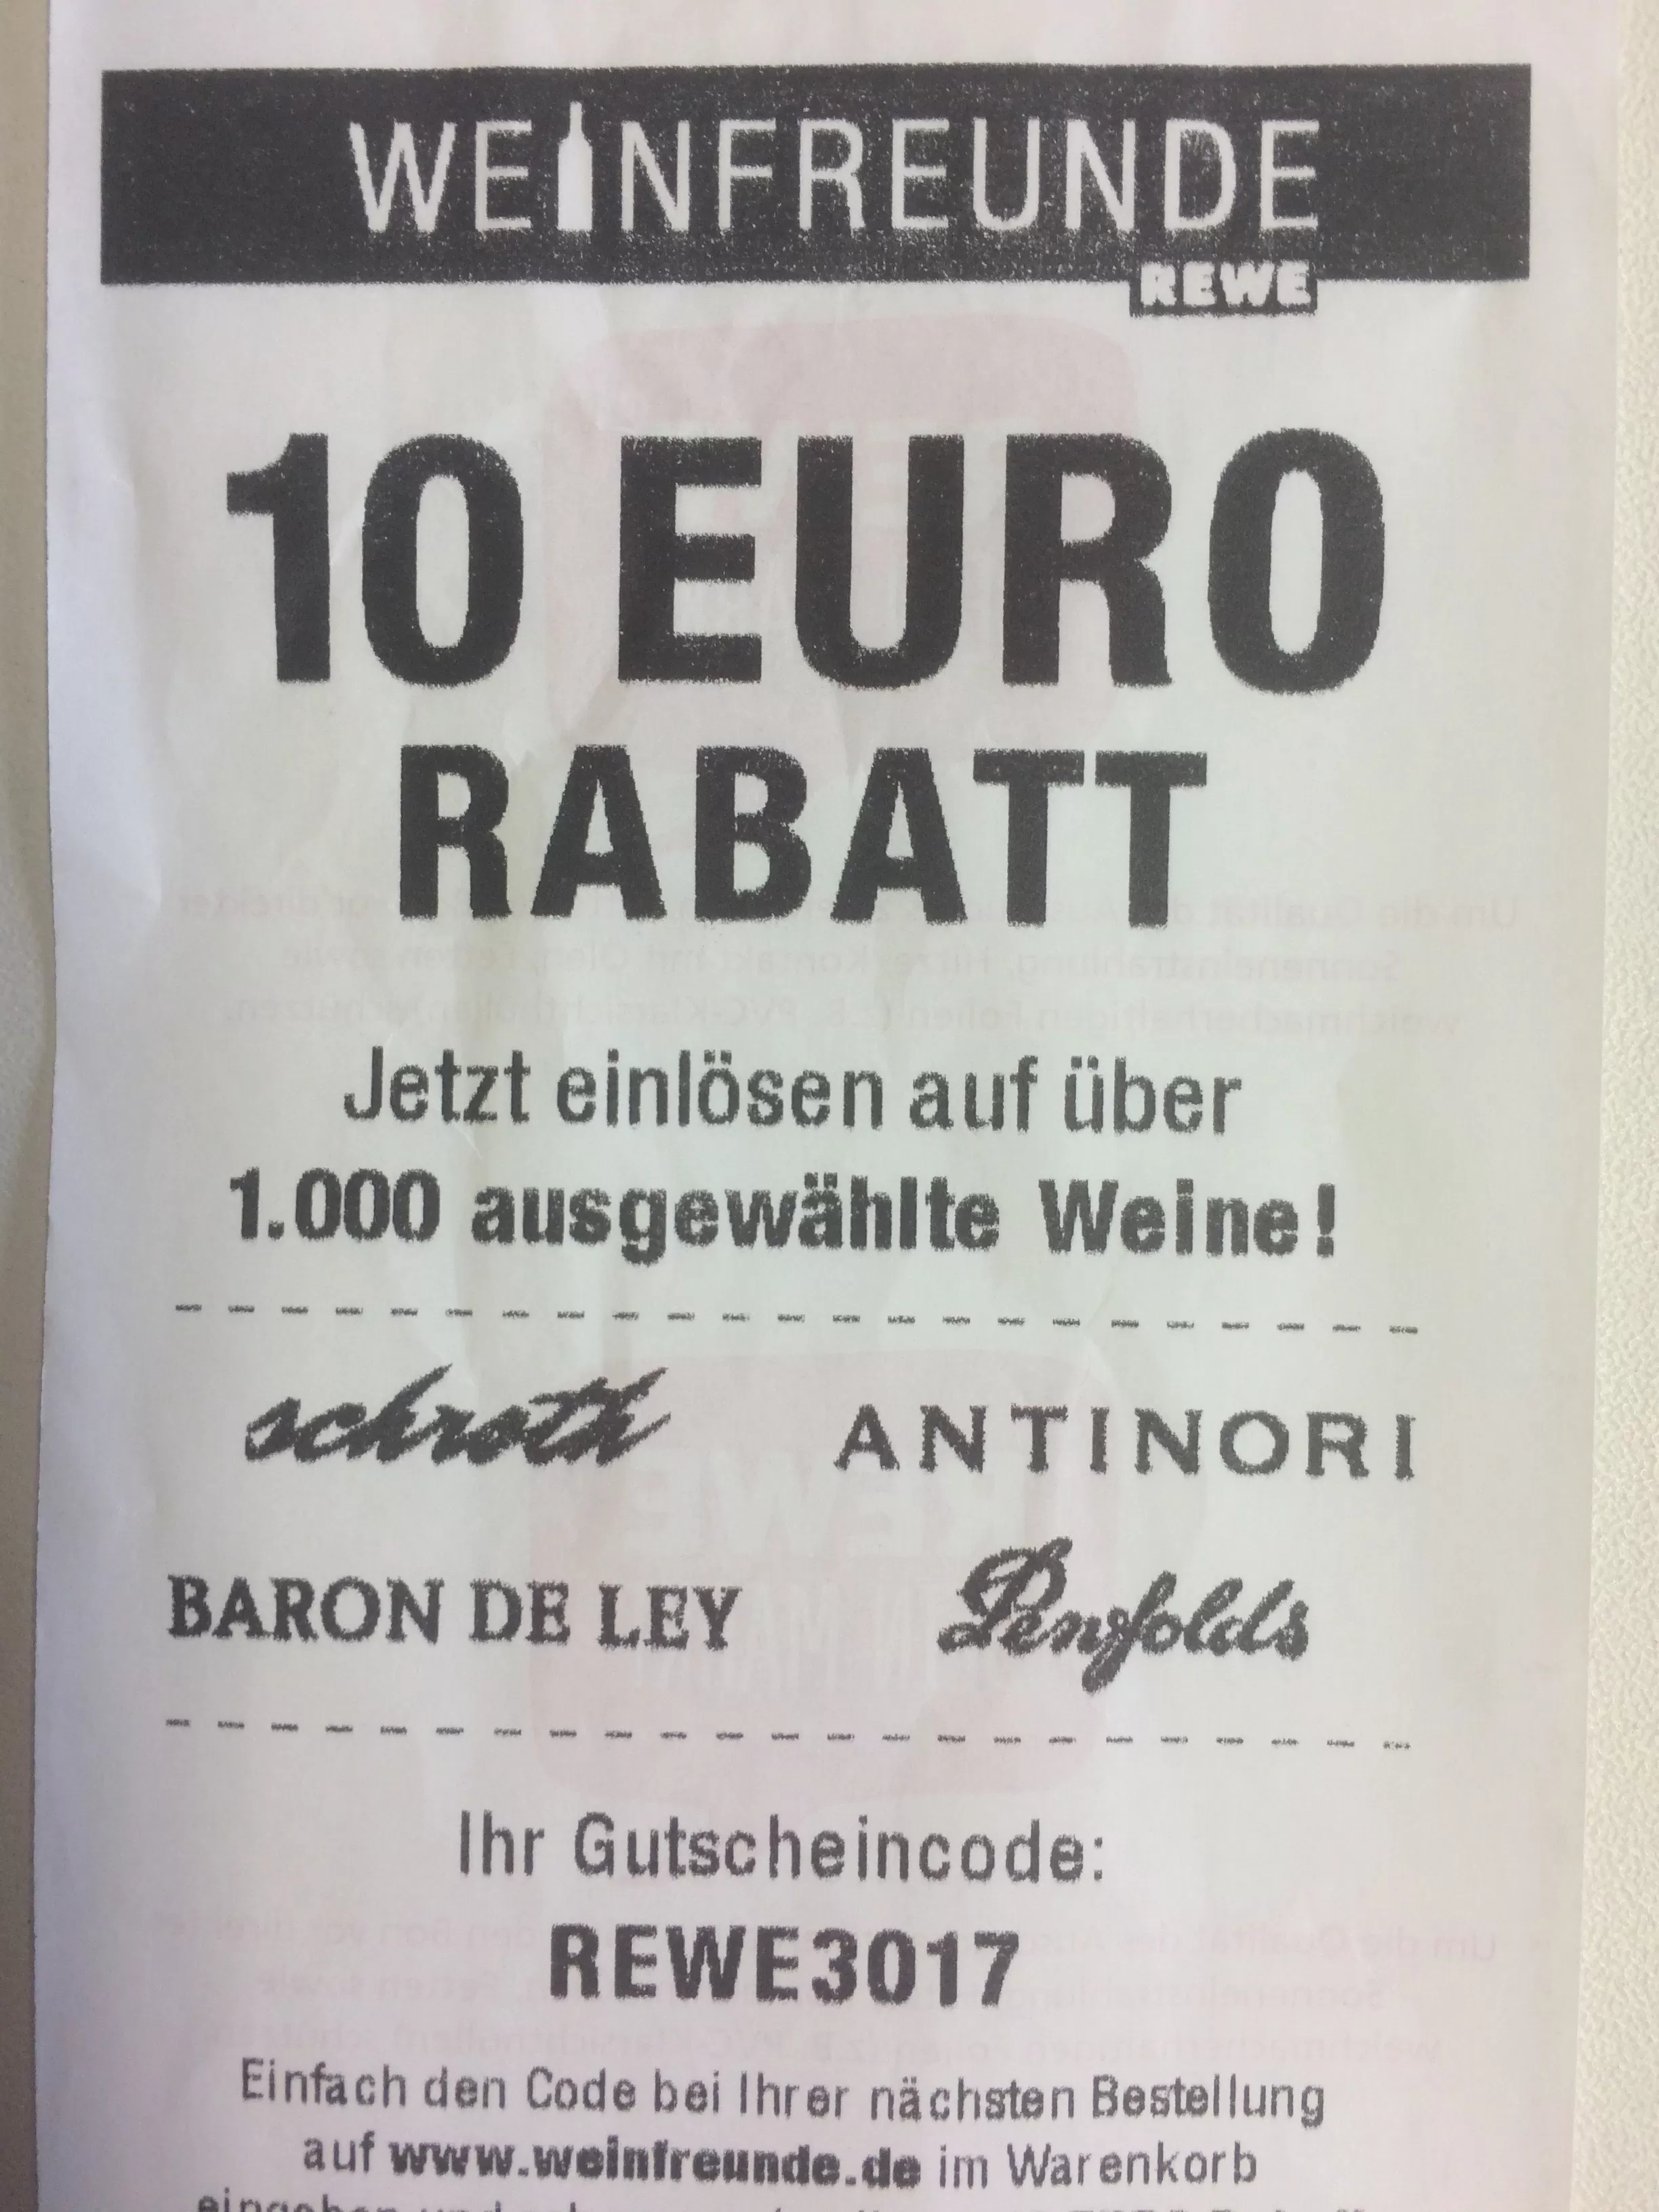 WEINFREUNDE
REWE
10 EURO
RABATT
Jetzt einlösen auf über
1.000 ausgewählte Weine!
schroth ANTINORI
BARON DE LEY Penfolds
Ihr Gutscheincode:
REWE3017
Einfach den Code bei Ihrer nächsten Bestellung
auf www.weinfreunde.de im Warenkorb